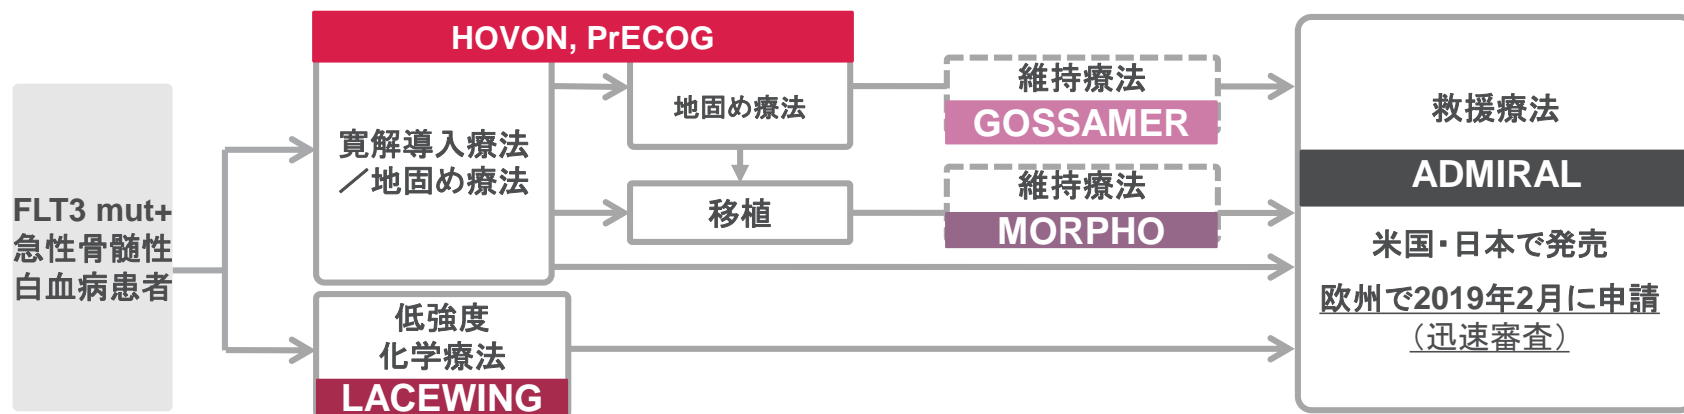 FLT3 mut+
急性骨髄性
白血病患者
HOVON, PrECOG
寛解導入療法
／地固め療法
地固め療法
移植
維持療法
GOSSAMER
維持療法
MORPHO
低強度
化学療法
LACEWING
救援療法
ADMIRAL
米国・日本で発売
欧州で2019年2月に申請
（迅速審査）